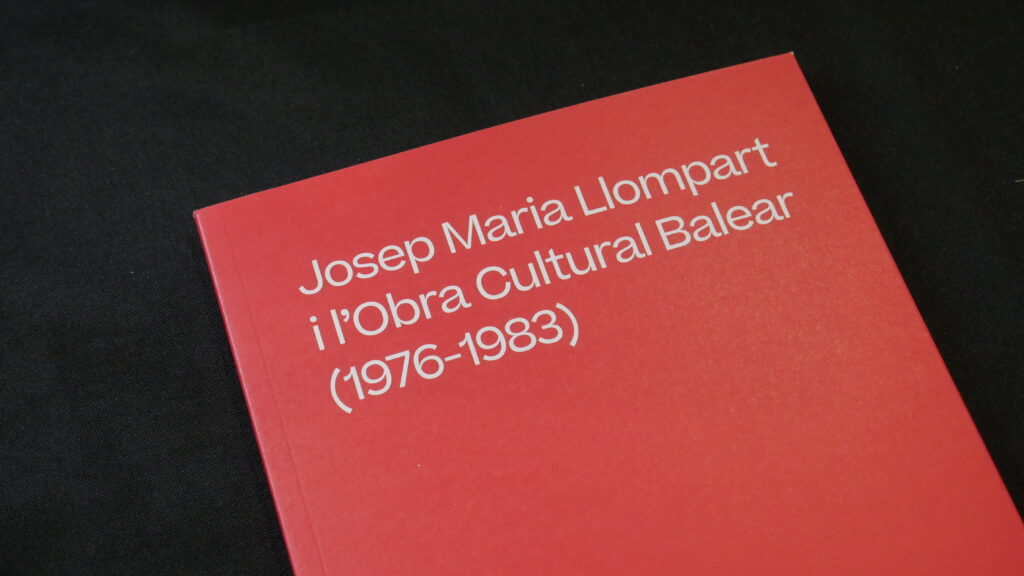 Josep Maria Llompart
i l’Obra Cultural Balear
(1976-1983)